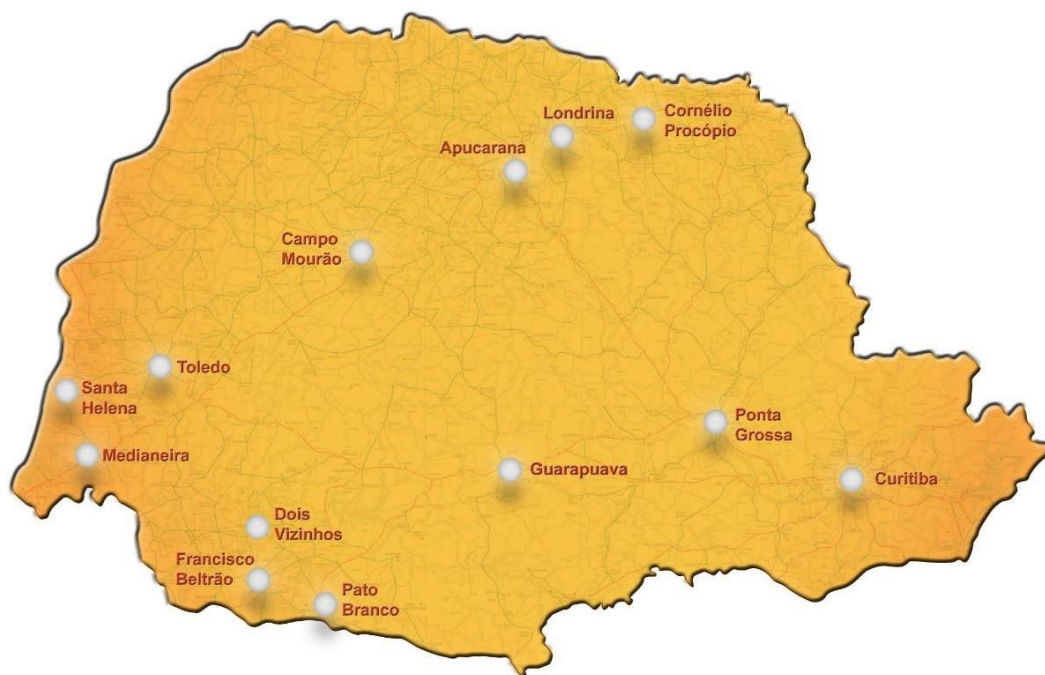 Londrina
Cornélio
Procópio
Apucarana
Campo
Mourão
Toledo
Santa
Helena
Ponta
Grossa
Medianeira
Guarapuava
Curitiba
Dois
Vizinhos
Francisco
Beltrão
Pato
Branco